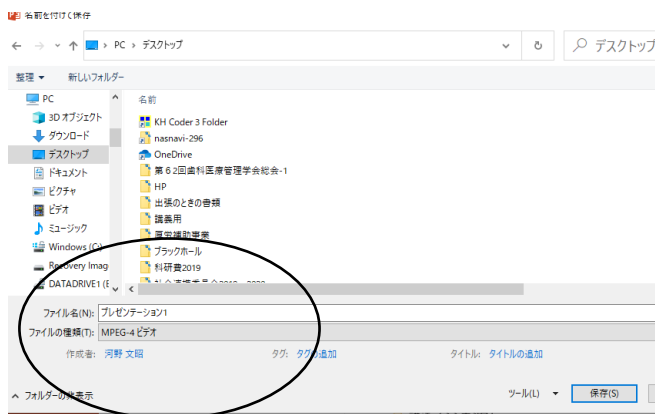 名前を付けて保存
PC › デスクトップ
デスクトップ
整理 新しいフォルダー
PC
3D オブジェクト
ダウンロード
デスクトップ
ドキュメント
ピクチャ
ビデオ
ミュージック
Windows (C:)
Recovery Imag
DATADRIVE1 (E
名前
KH Coder 3 Folder
nasnavi-296
OneDrive
第６２回歯科医療管理学会総会-1
HP
出張のときの書類
講義用
厚労補助事業
ブラックホール
科研費2019
ファイル名(N): プレゼンテーション1
ファイルの種類(T): MPEG-4 ビデオ
作成者: 河野 文昭 タグ: タグの追加 タイトル: タイトルの追加
フォルダーの非表示 ツール(L) 保存(S)